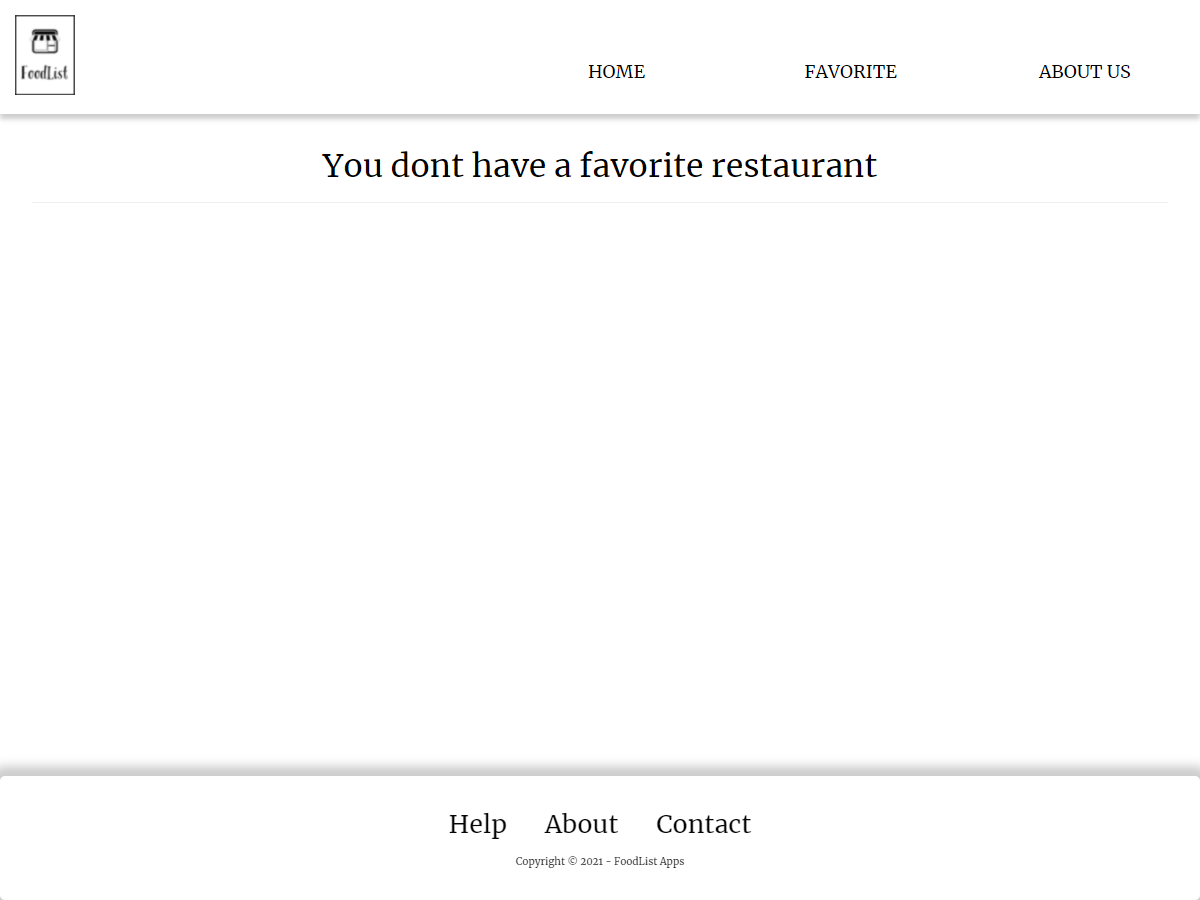 FoodList
HOME FAVORITE ABOUT US
You dont have a favorite restaurant
Help About Contact
Copyright © 2021 - FoodList Apps